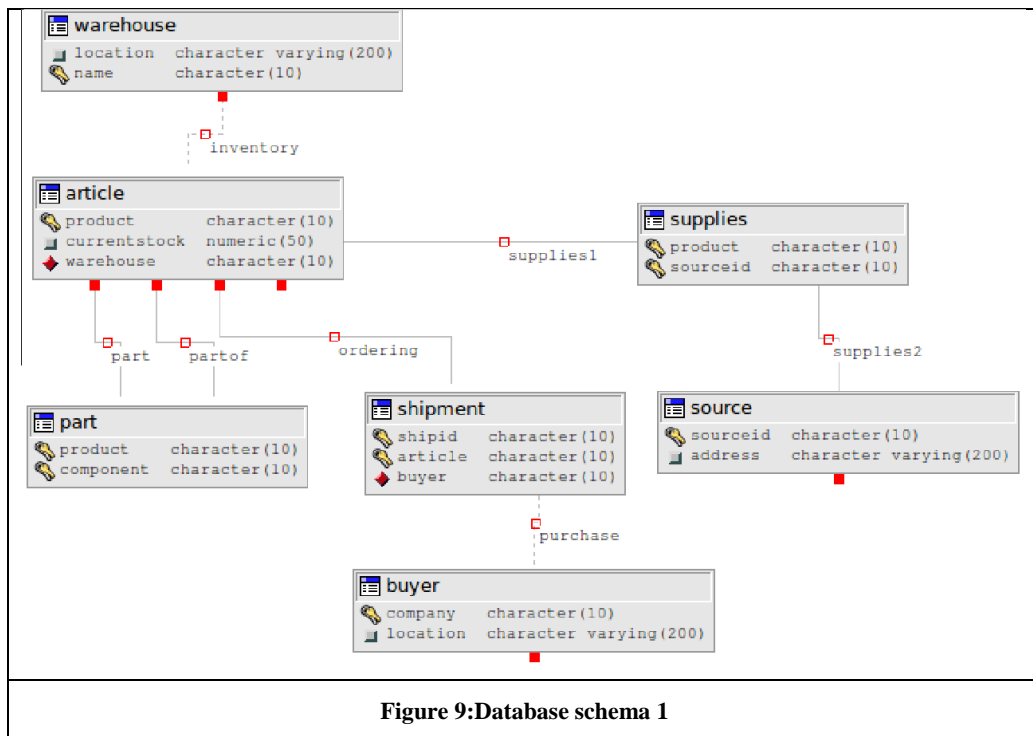 warehouse
location character varying(200)
name character(10)
inventory
article
product character(10)
currentstock numeric(50)
warehouse character(10)
supplies
product character(10)
sourceid character(10)
supplies1
part
partof
ordering
supplies2
part
product character(10)
component character(10)
shipment
shipid character(10)
article character(10)
buyer character(10)
source
sourceid character(10)
address character varying(200)
purchase
buyer
company character(10)
location character varying(200)
Figure 9:Database schema 1